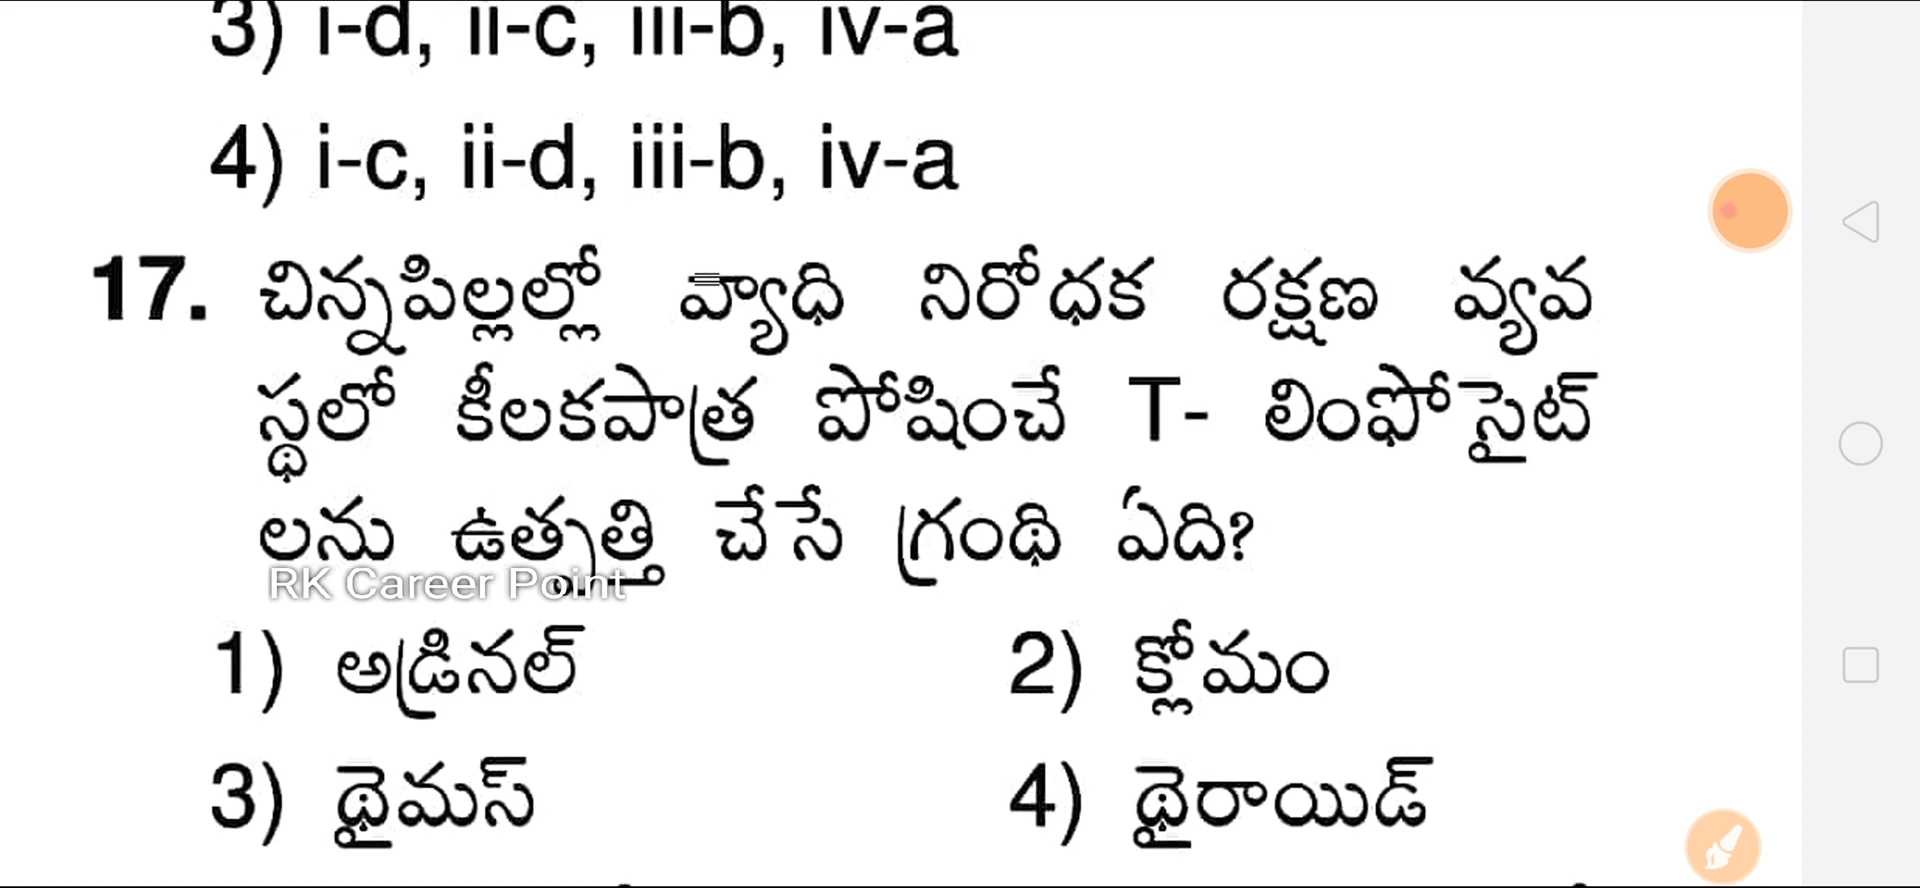 3) i-d, ii-c, iii-b, iv-a
4) i-c, ii-d, iii-b, iv-a
17. చిన్నపిల్లల్లో వ్యాధి నిరోధక రక్షణ వ్యవ
స్థలో కీలకపాత్ర పోషించే T- లింఫోసైట్
లను ఉత్పత్తి చేసే గ్రంథి ఏది?
RK Career Point
1) అడ్రినల్ 2) క్లోమం
3) థైమస్ 4) థైరాయిడ్